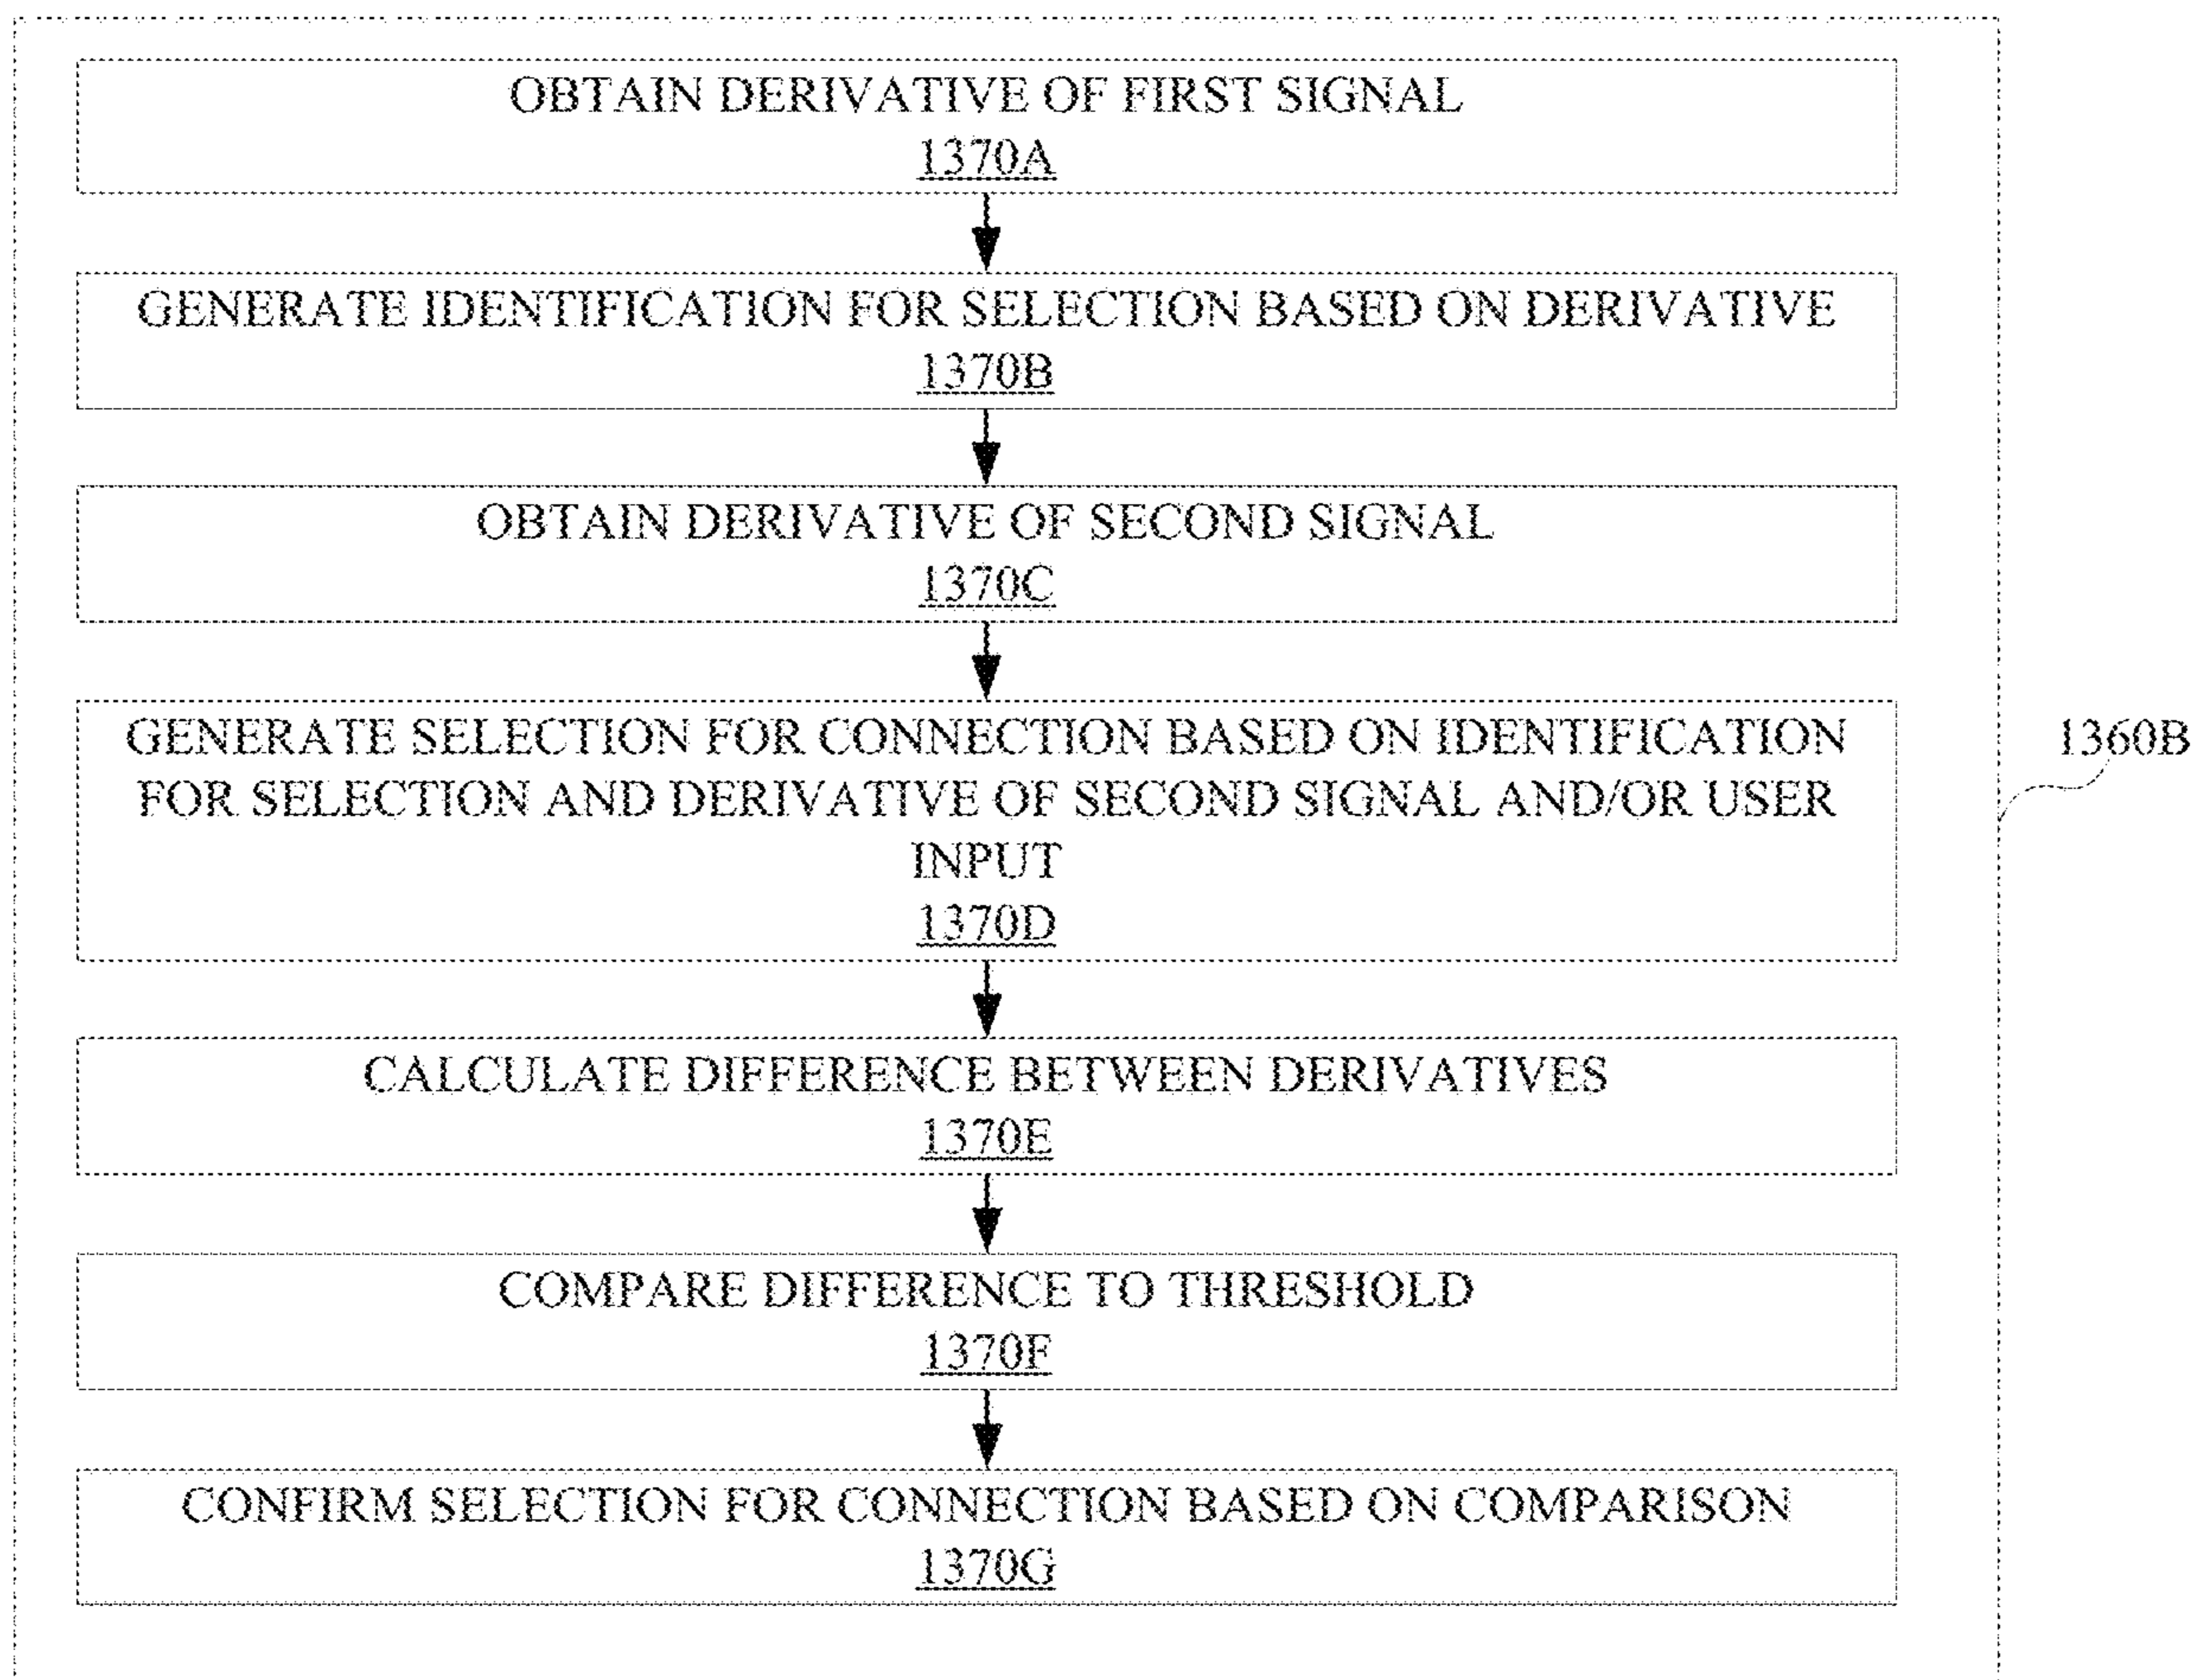 OBTAIN DERIVATIVE OF FIRST SIGNAL
1370A
GENERATE IDENTIFICATION FOR SELECTION BASED ON DERIVATIVE
1370B
OBTAIN DERIVATIVE OF SECOND SIGNAL
1370C
GENERATE SELECTION FOR CONNECTION BASED ON IDENTIFICATION
FOR SELECTION AND DERIVATIVE OF SECOND SIGNAL AND/OR USER
INPUT
1370D
1360B
CALCULATE DIFFERENCE BETWEEN DERIVATIVES
1370E
COMPARE DIFFERENCE TO THRESHOLD
1370F
CONFIRM SELECTION FOR CONNECTION BASED ON COMPARISON
1370G